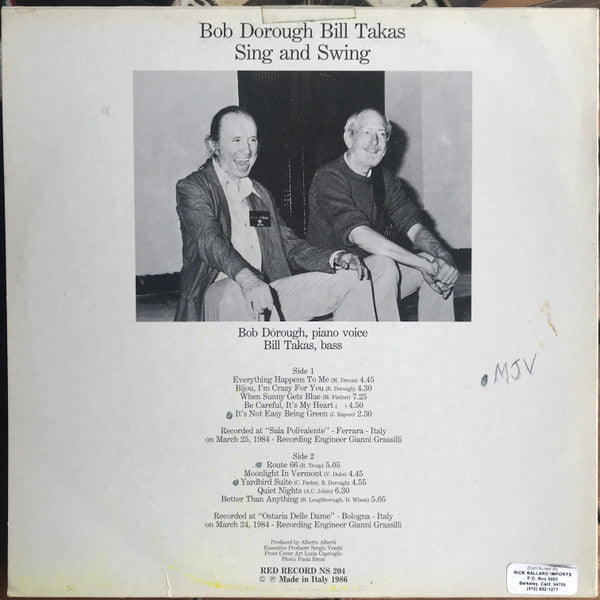 Bob Dorough Bill Takas
Sing and Swing
Bob Dorough, piano voice
Bill Takas, bass
MJV
Side 1
Everything Happens To Me (M. Dennis) 4.45
Bijou, I'm Crazy For You (B. Dorough) 4.30
When Sunny Gets Blue (M. Fischer) 7.25
Be Careful, It's My Heart ( ) 4.50
It's Not Easy Being Green (J. Raposo) 2.30
Recorded at "Sala Polivalente" - Ferrara - Italy
on March 25, 1984 - Recording Engineer Gianni Grassilli
Side 2
Route 66 (B. Troup) 5.05
Moonlight In Vermont (V. Duke) 4.45
Yardbird Suite (C. Parker, B. Dorough) 4.55
Quiet Nights (A.C. Jobim) 6.30
Better Than Anything (B. Loughborough, D. Wheat) 5.05
Recorded at "Ostaria Delle Dame" - Bologna - Italy
on March 24, 1984 - Recording Engineer Gianni Grassilli
Produced by Alberto Alberti
Executive Producer Sergio Veschi
Front Cover Art Lucia Caprioglio
Photo: Paola Bensi
RED RECORD NS 204
© ℗ Made in Italy 1986
Distributed By
RICK BALLARD IMPORTS
P.O. Box 5063
Berkeley, Calif. 94705
(415) 832-1277